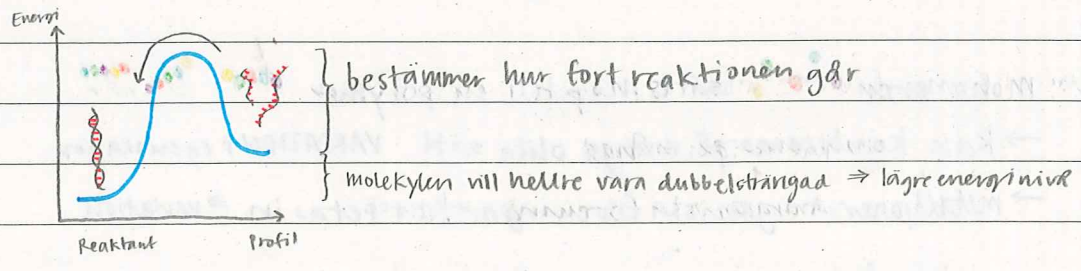 Energi
} bestämmer hur fort reaktionen går
} molekylen vill hellre vara dubbelsträngad ⇒ lägre energinivå
Reaktant
Profil